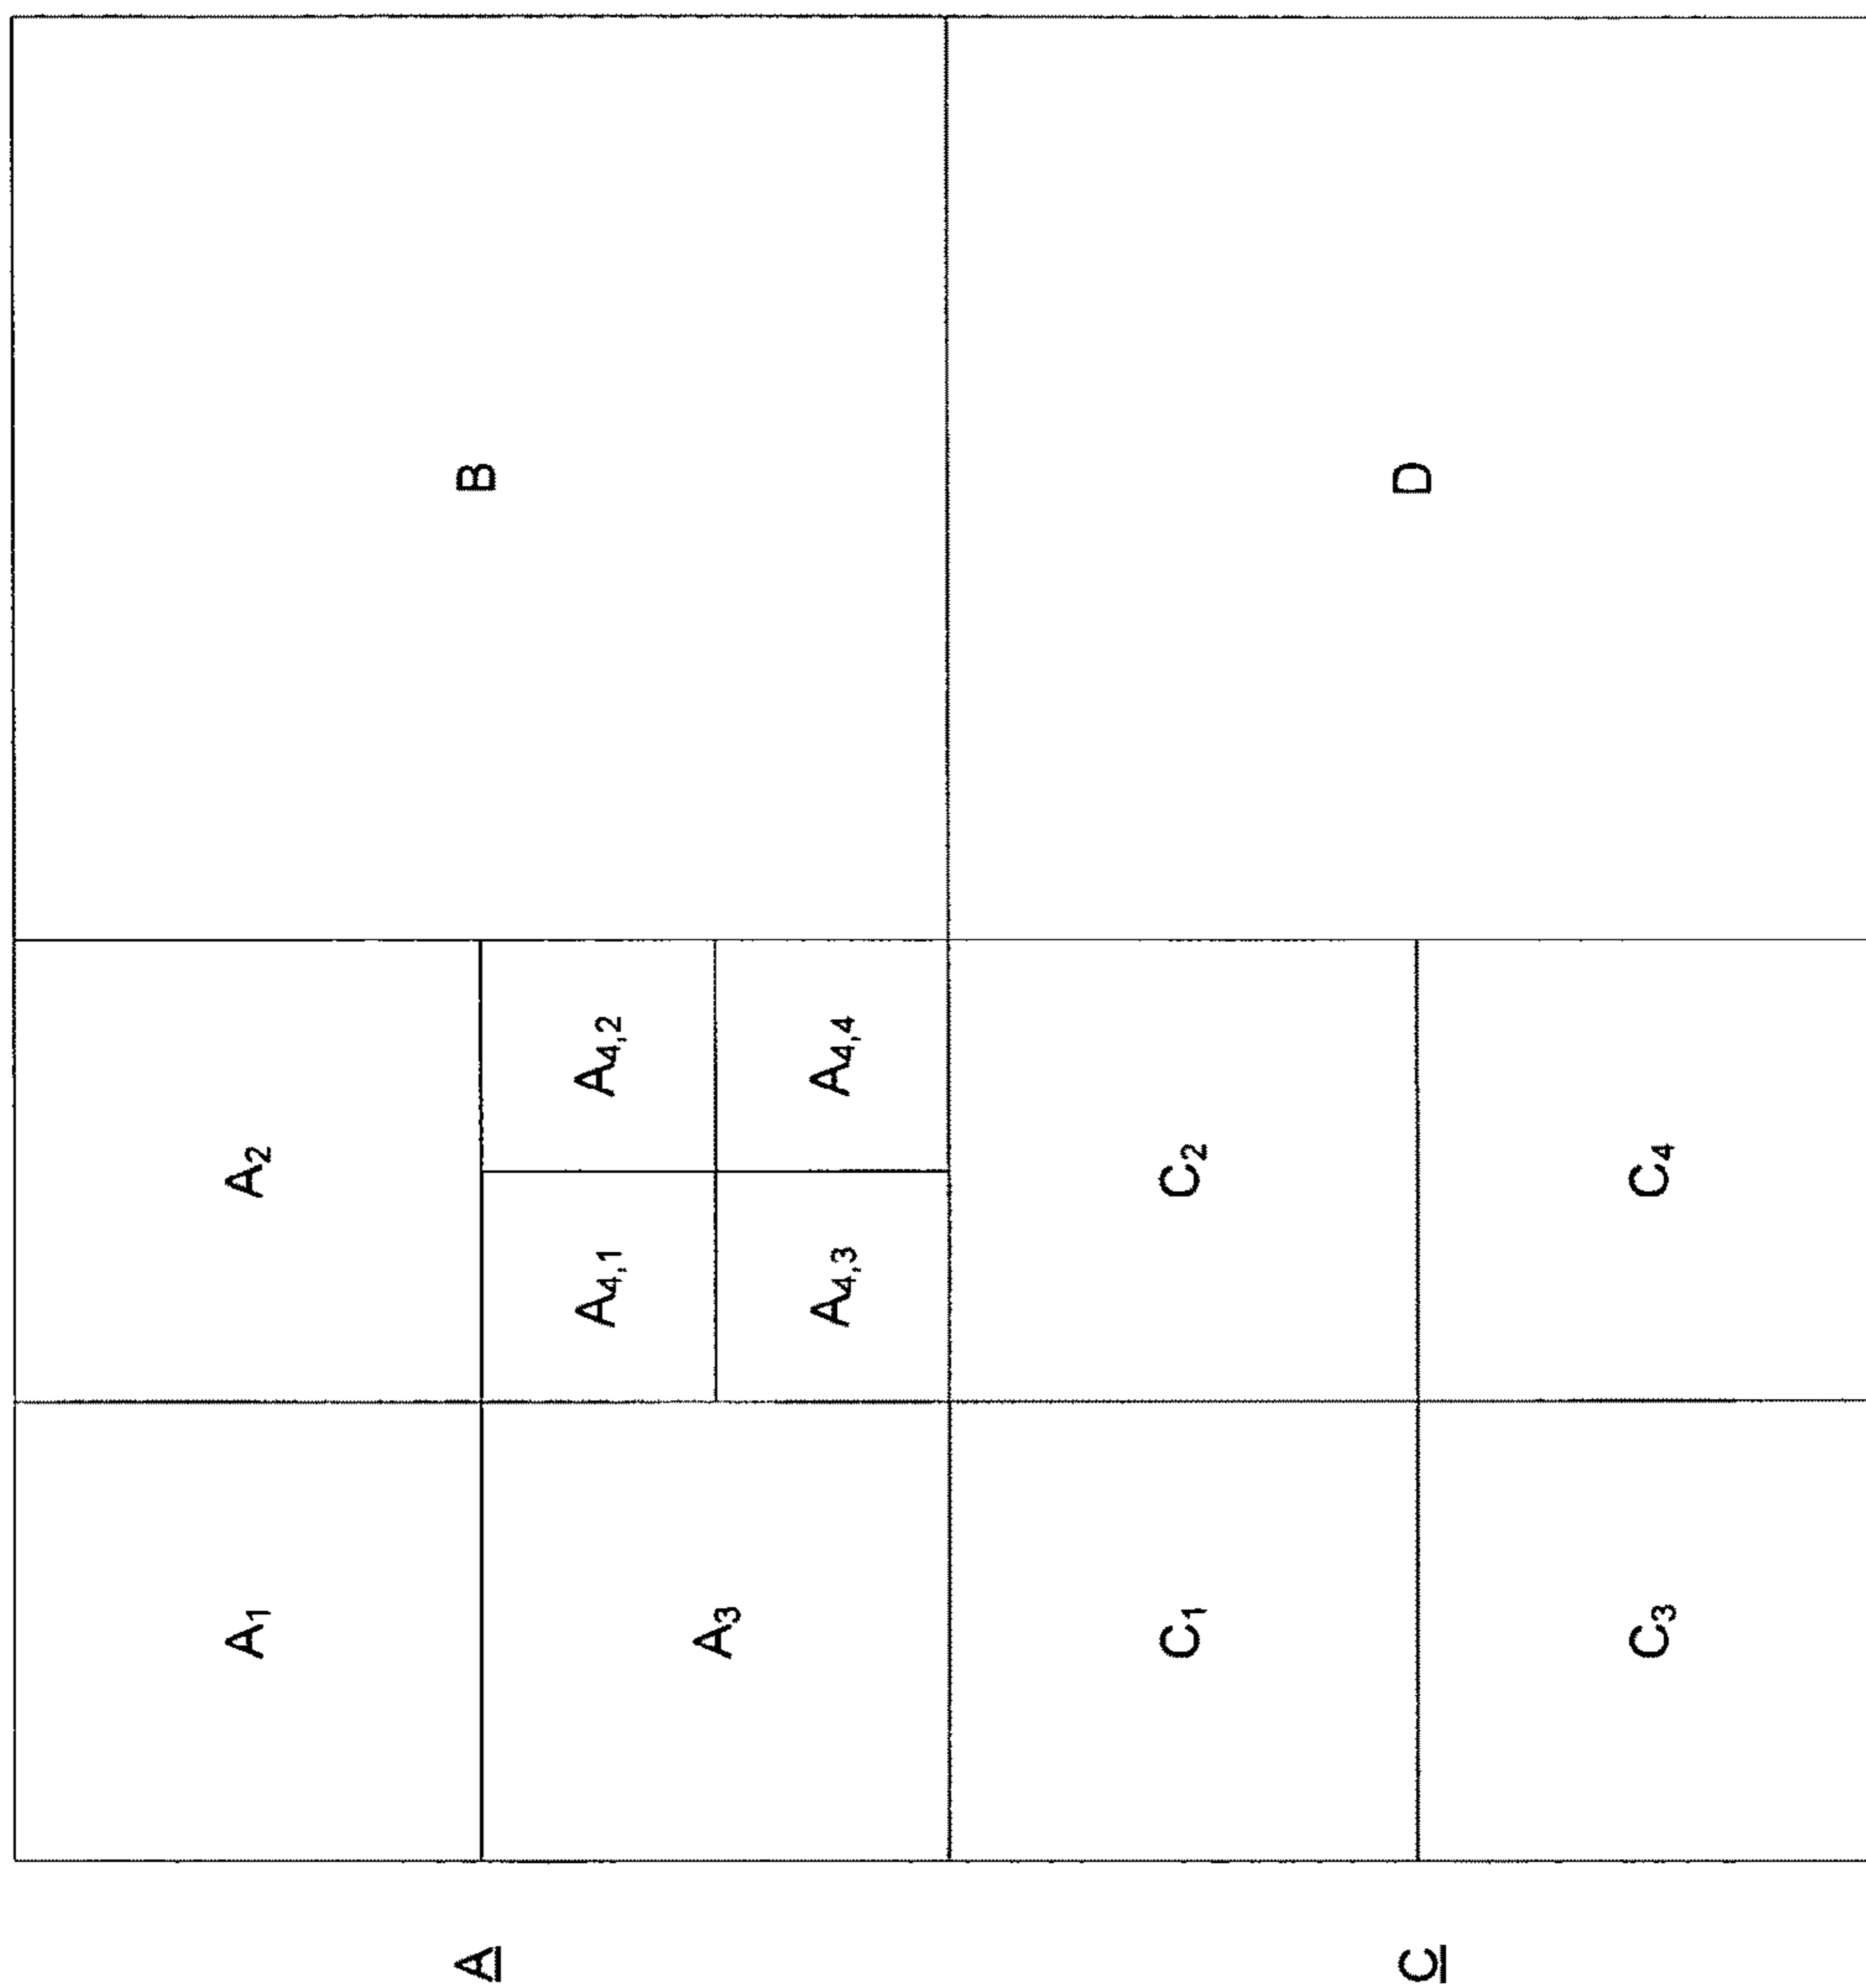 A₁ A₂
A B
A₄,₁ A₄,₂
A₃
A₄,₃ A₄,₄
C₁ C₂
C D
C₃ C₄